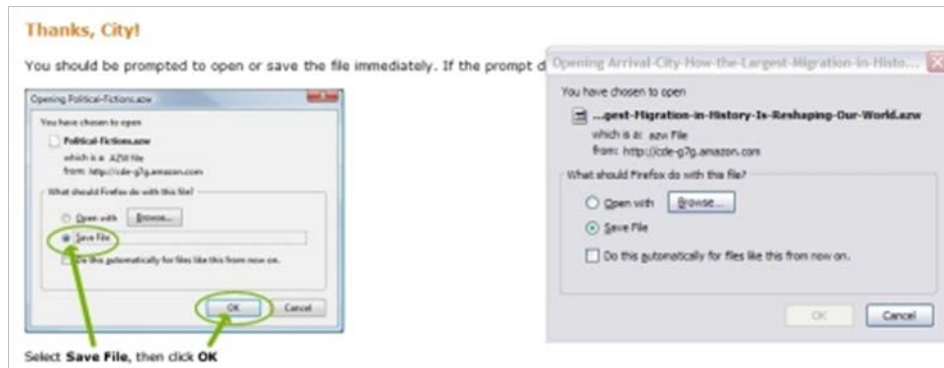 Thanks, City!
You should be prompted to open or save the file immediately. If the prompt d
Opening Political-Fictions.azw
You have chosen to open
Political-Fictions.azw
which is a: AZW File
from: http://cde-g7g.amazon.com
What should Firefox do with this file?
Open with Browse...
Save File
Do this automatically for files like this from now on.
OK Cancel
Select Save File, then click OK
Opening Arrival-City-How-the-Largest-Migration-in-Histo...
You have chosen to open
...gest-Migration-in-History-Is-Reshaping-Our-World.azw
which is a: azw File
from: http://cde-g7g.amazon.com
What should Firefox do with this file?
Open with Browse...
Save File
Do this automatically for files like this from now on.
OK Cancel